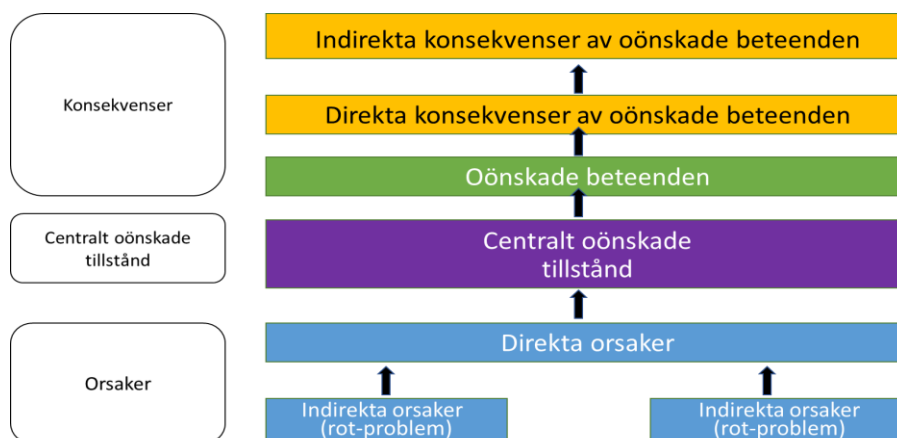 Konsekvenser
Indirekta konsekvenser av oönskade beteenden
Direkta konsekvenser av oönskade beteenden
Oönskade beteenden
Centralt oönskade
tillstånd
Centralt oönskade
tillstånd
Orsaker
Direkta orsaker
Indirekta orsaker
(rot-problem)
Indirekta orsaker
(rot-problem)